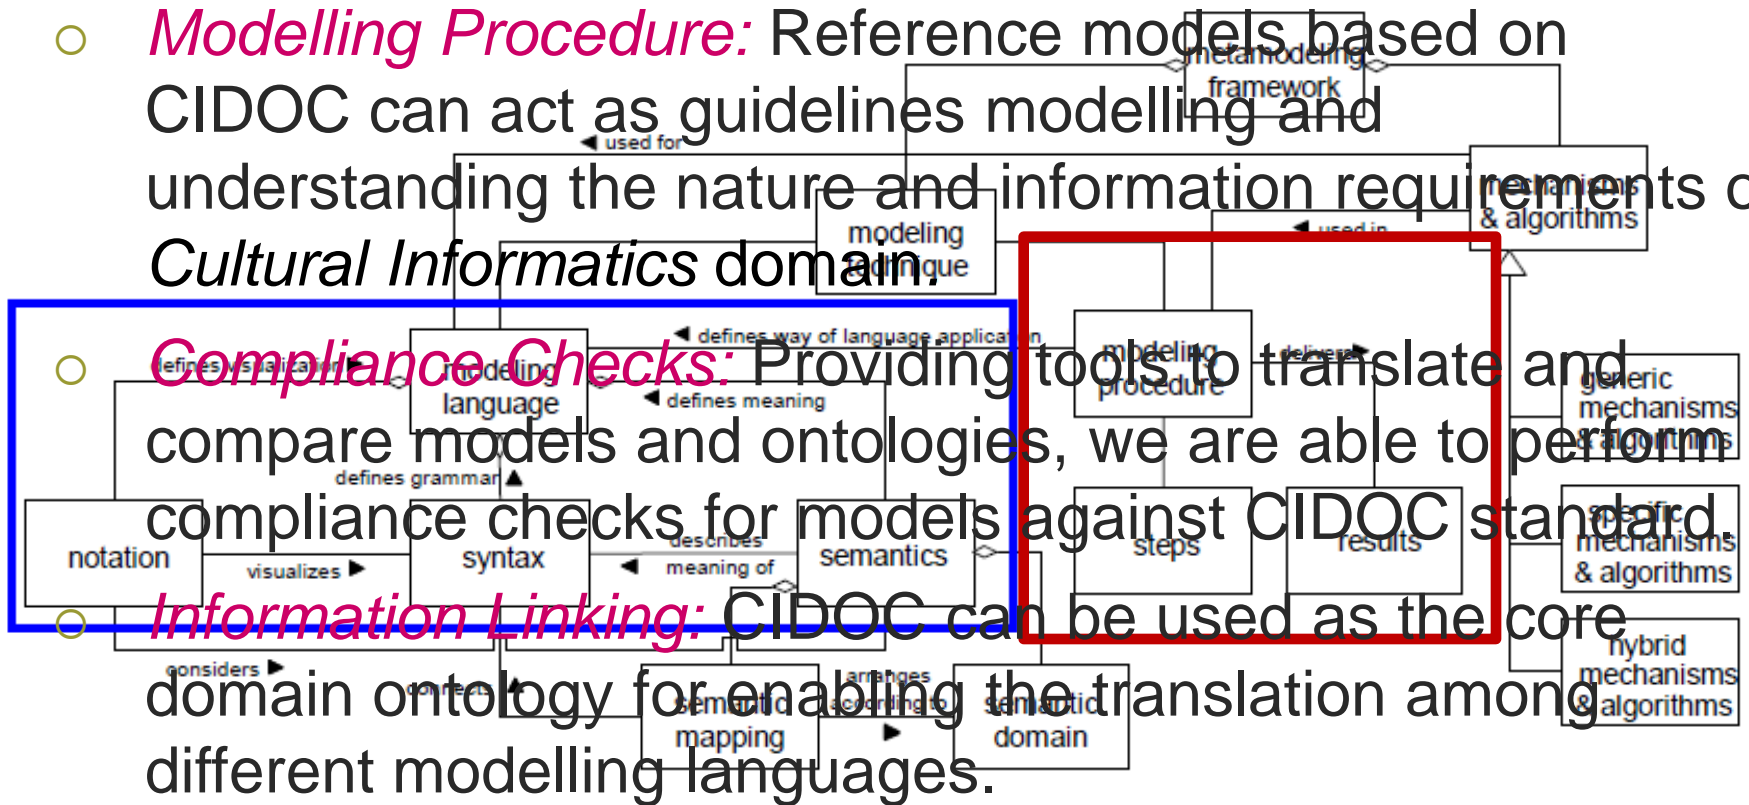 ○ Modelling Procedure: Reference models based on
CIDOC can act as guidelines modelling and
understanding the nature and information requirements o
Cultural Informatics domain.
○ Compliance Checks: Providing tools to translate and
compare models and ontologies, we are able to perform
compliance checks for models against CIDOC standard.
○ Information Linking: CIDOC can be used as the core
domain ontology for enabling the translation among
different modelling languages.
metamodeling
framework
◄ used for
mechanisms
& algorithms
modeling
technique
◄ used in
◄ defines way of language application
defines visualization ►
modeling
language
◄ defines meaning
modeling
procedure
delivers ►
generic
mechanisms
& algorithms
defines grammar ▲
notation
visualizes ►
syntax
describes
◄ meaning of
semantics
steps
results
specific
mechanisms
& algorithms
considers ►
connects ▲
semantic
mapping
arranges
according to
►
semantic
domain
hybrid
mechanisms
& algorithms